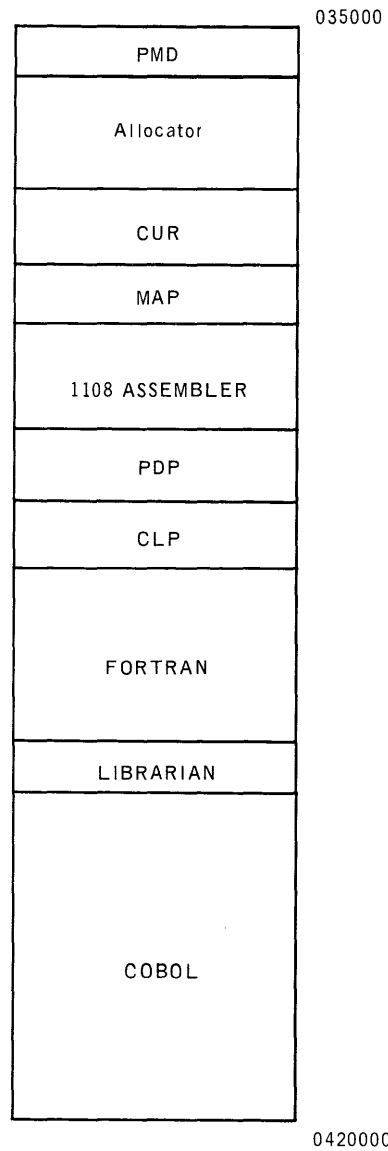 035000
PMD
Allocator
CUR
MAP
1108 ASSEMBLER
PDP
CLP
FORTRAN
LIBRARIAN
COBOL
0420000